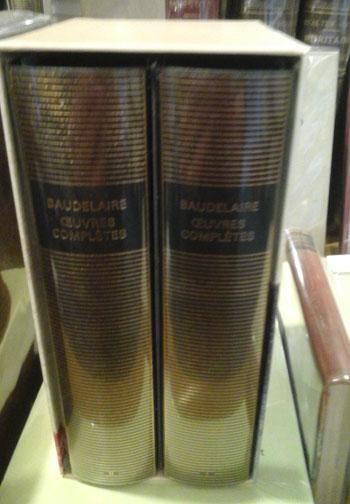 BAUDELAIRE
ŒUVRES
COMPLÈTES
BAUDELAIRE
ŒUVRES
COMPLÈTES